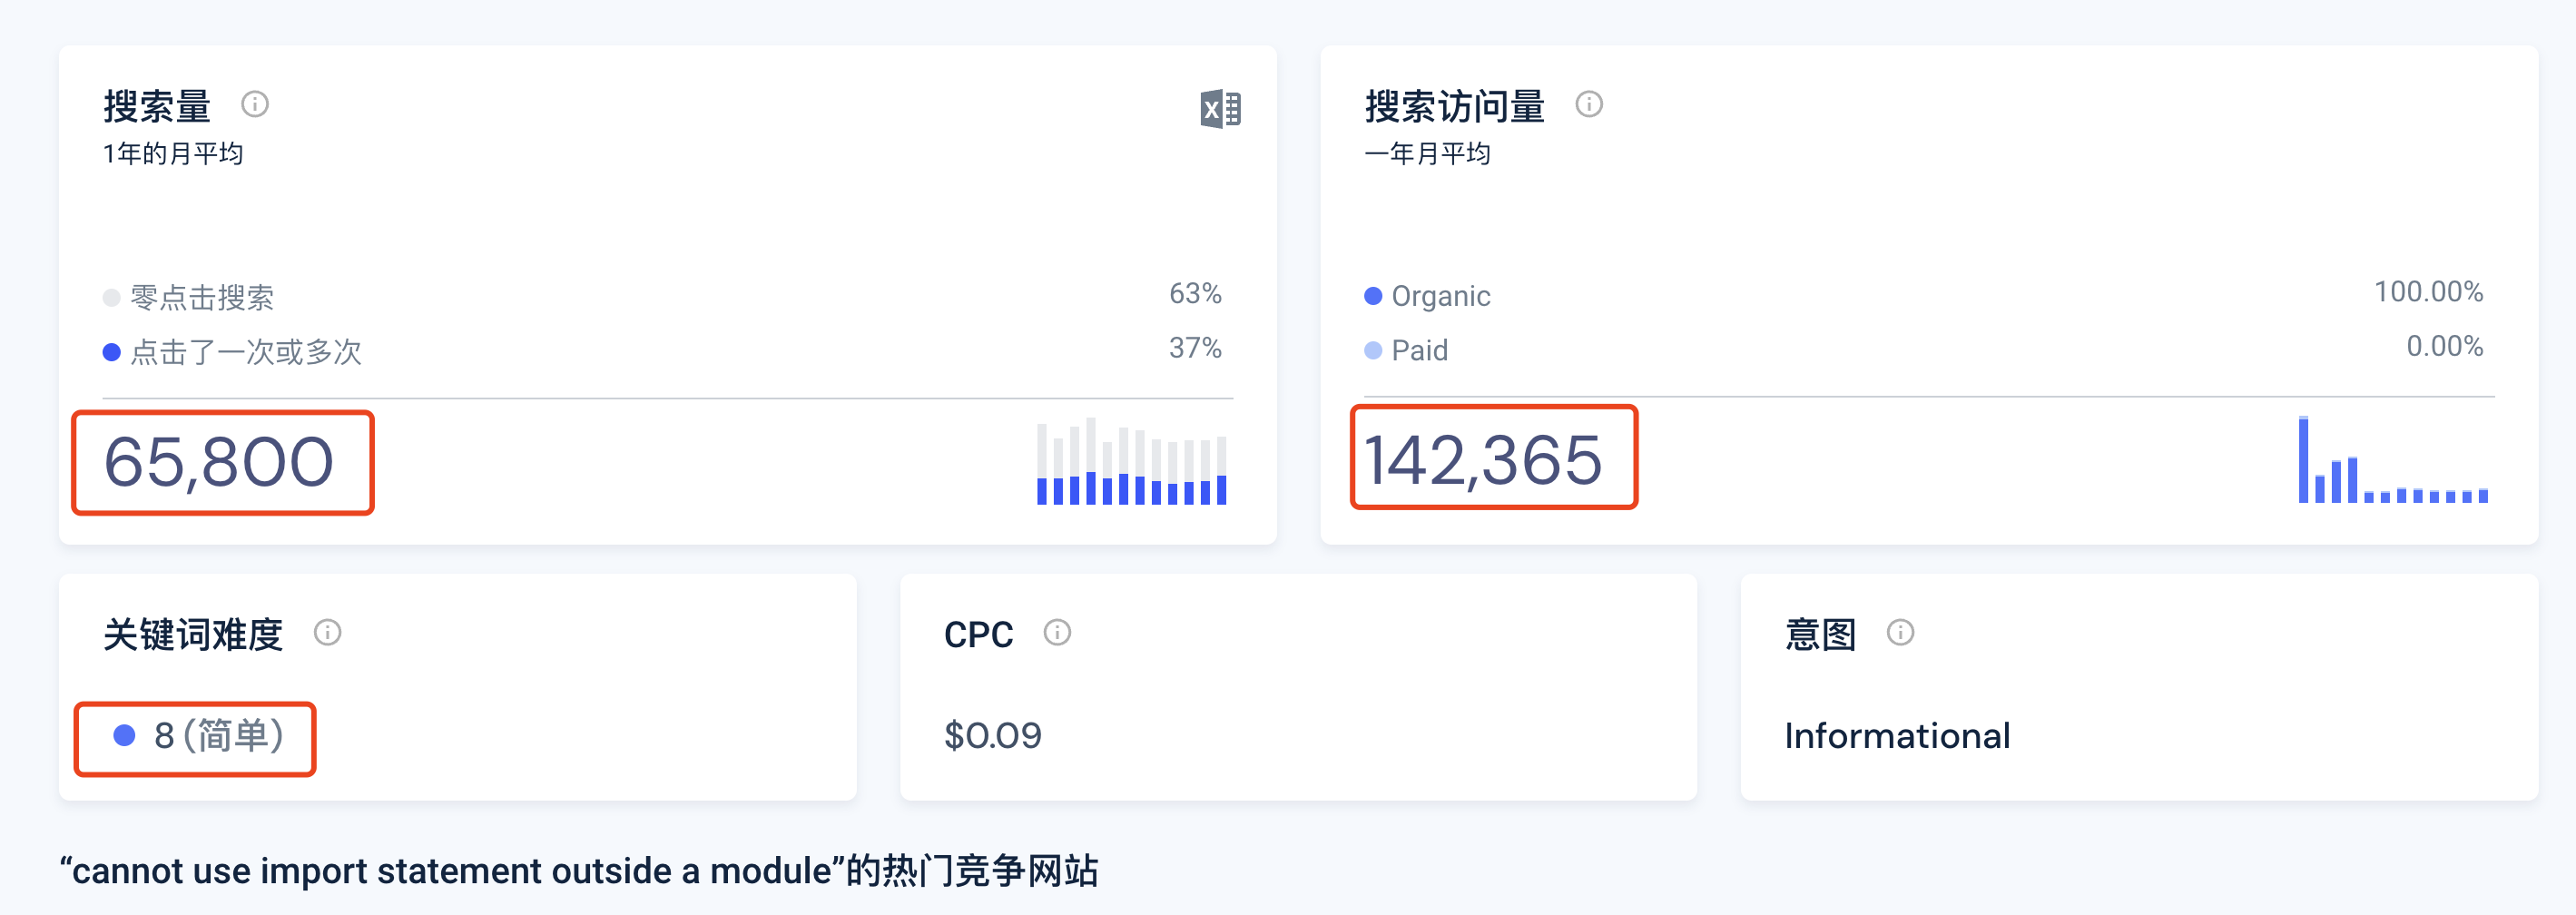 搜索量
1年的月平均
零点击搜索 63%
点击了一次或多次 37%
65,800
搜索访问量
一年月平均
Organic 100.00%
Paid 0.00%
142,365
关键词难度
8 (简单)
CPC
$0.09
意图
Informational
“cannot use import statement outside a module”的热门竞争网站